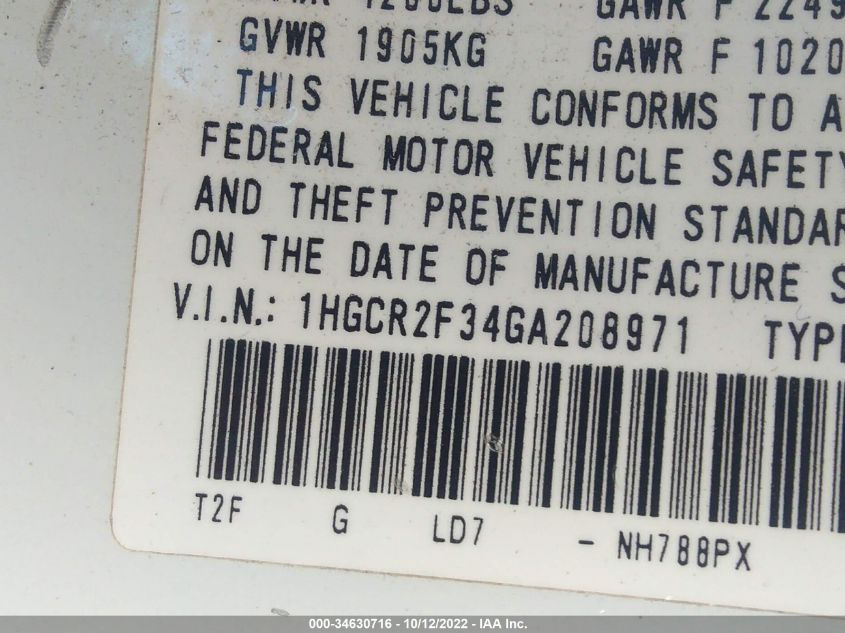 GVWR 1905KG GAWR F 1020
THIS VEHICLE CONFORMS TO A
FEDERAL MOTOR VEHICLE SAFETY
AND THEFT PREVENTION STANDAR
ON THE DATE OF MANUFACTURE S
V.I.N.: 1HGCR2F34GA208971 TYPE
T2F G LD7 - NH788PX
000-34630716 - 10/12/2022 - IAA Inc.